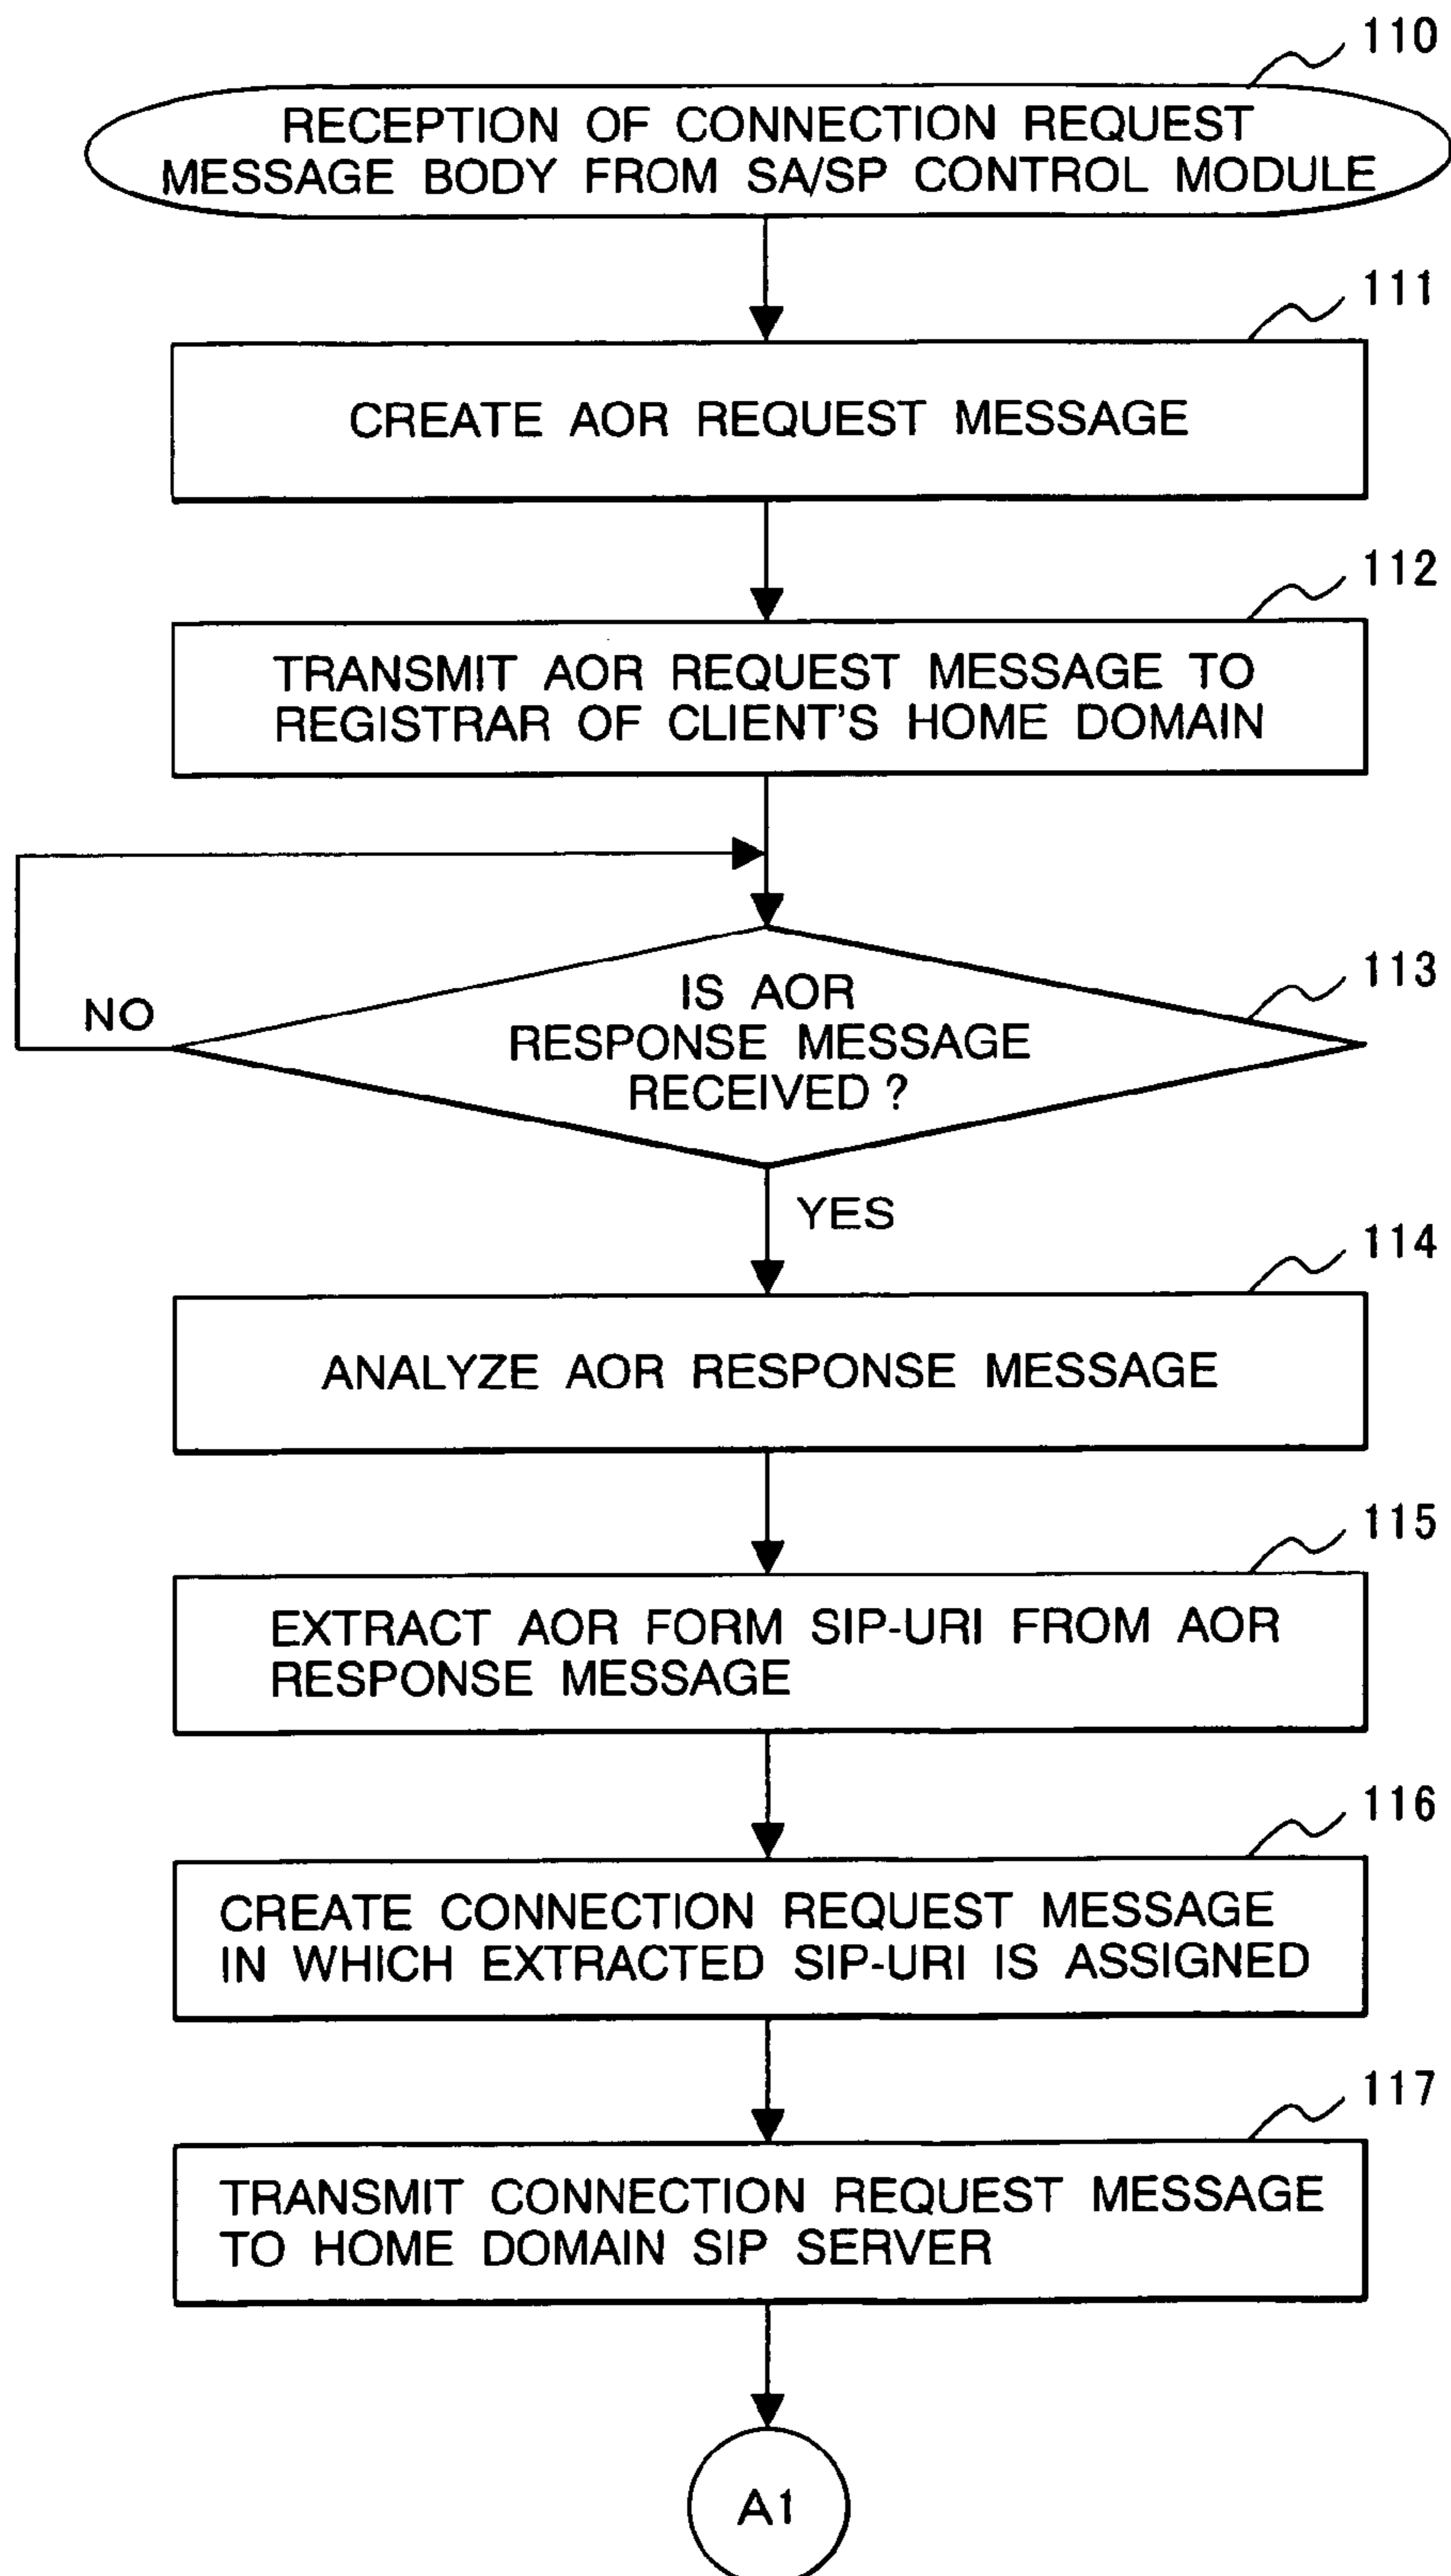 110
RECEPTION OF CONNECTION REQUEST
MESSAGE BODY FROM SA/SP CONTROL MODULE
111
CREATE AOR REQUEST MESSAGE
112
TRANSMIT AOR REQUEST MESSAGE TO
REGISTRAR OF CLIENT'S HOME DOMAIN
113
IS AOR
RESPONSE MESSAGE
RECEIVED ?
NO
YES
114
ANALYZE AOR RESPONSE MESSAGE
115
EXTRACT AOR FORM SIP-URI FROM AOR
RESPONSE MESSAGE
116
CREATE CONNECTION REQUEST MESSAGE
IN WHICH EXTRACTED SIP-URI IS ASSIGNED
117
TRANSMIT CONNECTION REQUEST MESSAGE
TO HOME DOMAIN SIP SERVER
A1